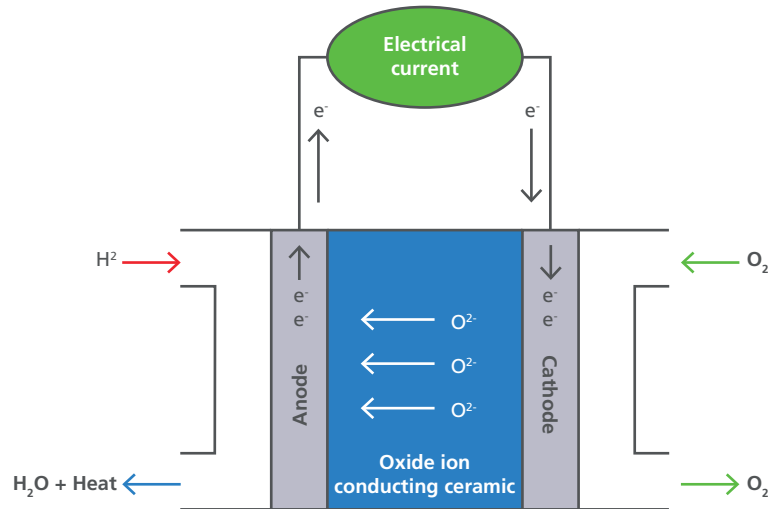 Electrical
current
e⁻
e⁻
H²
O₂
e⁻
e⁻
e⁻
e⁻
O²⁻
O²⁻
O²⁻
Anode
Cathode
Oxide ion
conducting ceramic
H₂O + Heat
O₂